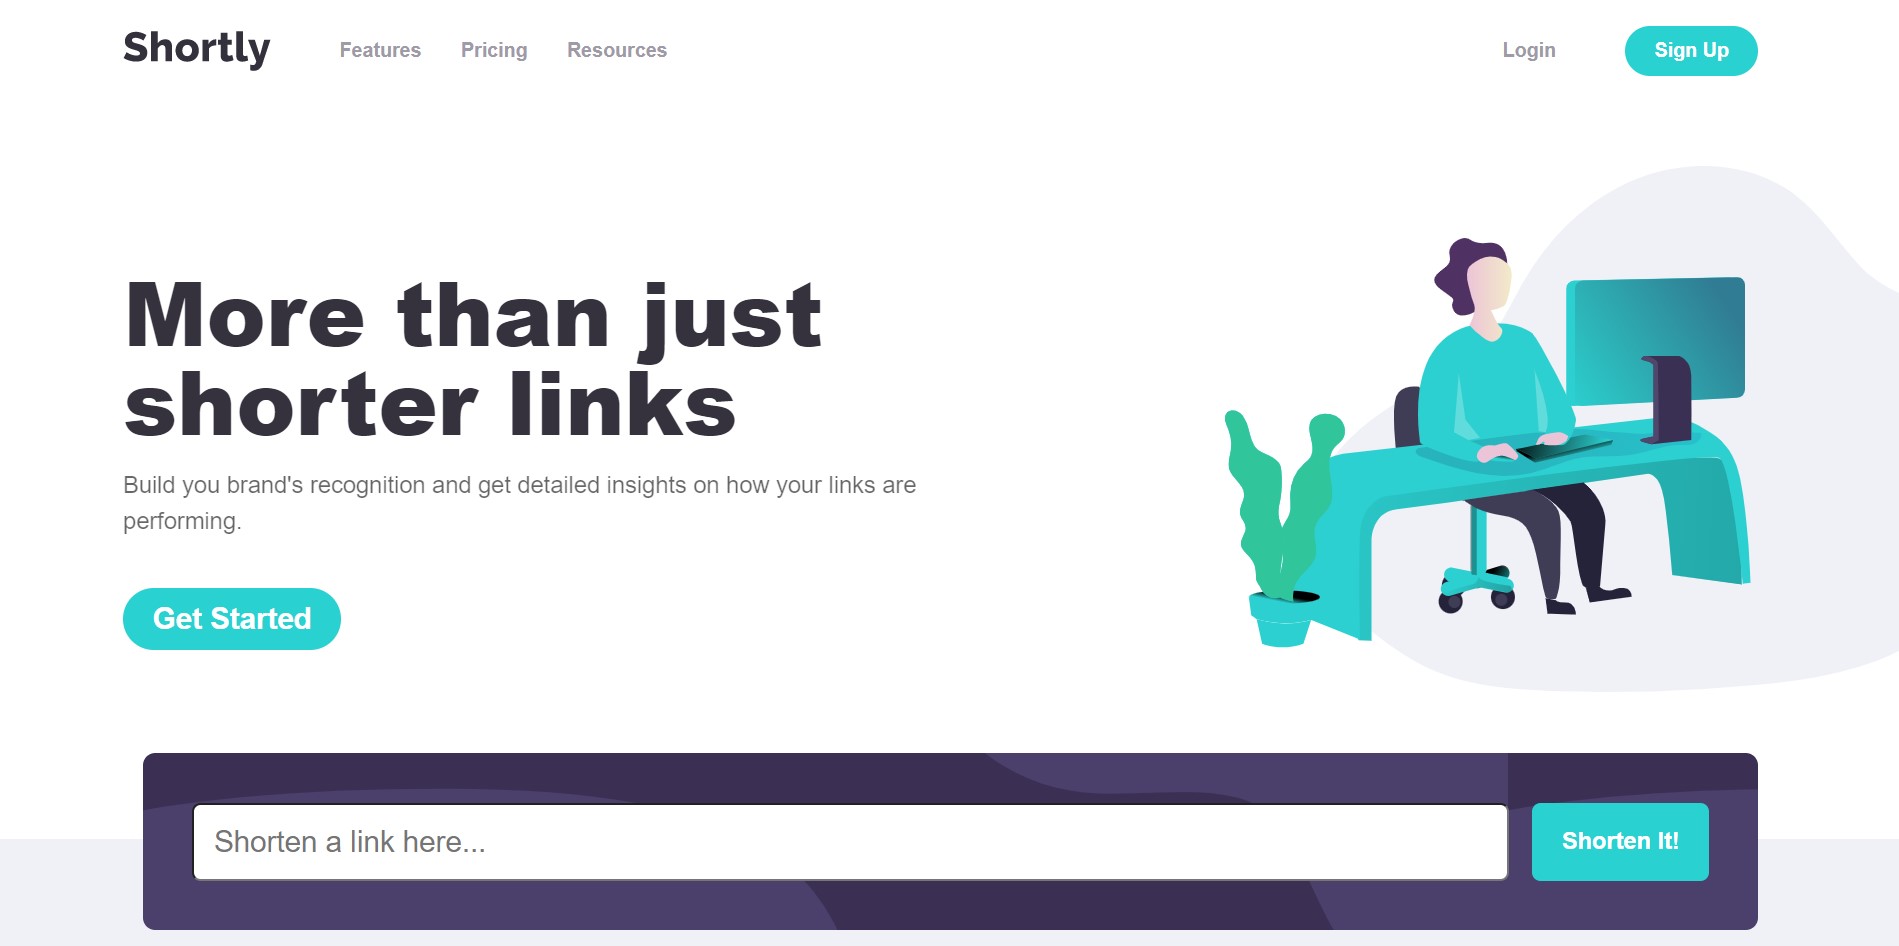 Shortly
Features
Pricing
Resources
Login
Sign Up
More than just
shorter links
Build you brand's recognition and get detailed insights on how your links are
performing.
Get Started
Shorten a link here...
Shorten It!